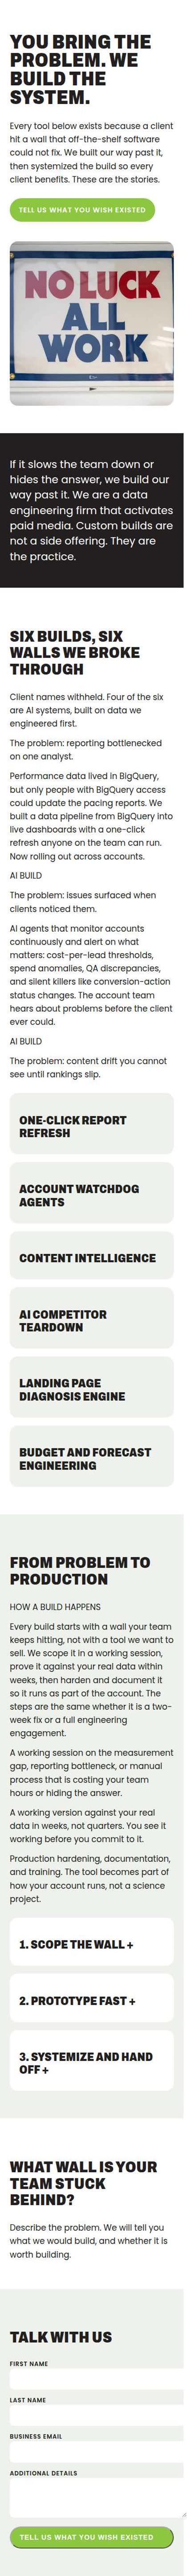 YOU BRING THE
PROBLEM. WE
BUILD THE
SYSTEM.
Every tool below exists because a client
hit a wall that off-the-shelf software
could not fix. We built our way past it,
then systemized the build so every
client benefits. These are the stories.
TELL US WHAT YOU WISH EXISTED
NO LUCK
ALL
WORK
If it slows the team down or
hides the answer, we build our
way past it. We are a data
engineering firm that activates
paid media. Custom builds are
not a side offering. They are
the practice.
SIX BUILDS, SIX
WALLS WE BROKE
THROUGH
Client names withheld. Four of the six
are AI systems, built on data we
engineered first.
The problem: reporting bottlenecked
on one analyst.
Performance data lived in BigQuery,
but only people with BigQuery access
could update the pacing reports. We
built a data pipeline from BigQuery into
live dashboards with a one-click
refresh anyone on the team can run.
Now rolling out across accounts.
AI BUILD
The problem: issues surfaced when
clients noticed them.
AI agents that monitor accounts
continuously and alert on what
matters: cost-per-lead thresholds,
spend anomalies, QA discrepancies,
and silent killers like conversion-action
status changes. The account team
hears about problems before the client
ever could.
AI BUILD
The problem: content drift you cannot
see until rankings slip.
ONE-CLICK REPORT
REFRESH
ACCOUNT WATCHDOG
AGENTS
CONTENT INTELLIGENCE
AI COMPETITOR
TEARDOWN
LANDING PAGE
DIAGNOSIS ENGINE
BUDGET AND FORECAST
ENGINEERING
FROM PROBLEM TO
PRODUCTION
HOW A BUILD HAPPENS
Every build starts with a wall your team
keeps hitting, not with a tool we want to
sell. We scope it in a working session,
prove it against your real data within
weeks, then harden and document it
so it runs as part of the account. The
steps are the same whether it is a two-
week fix or a full engineering
engagement.
A working session on the measurement
gap, reporting bottleneck, or manual
process that is costing your team
hours or hiding the answer.
A working version against your real
data in weeks, not quarters. You see it
working before you commit to it.
Production hardening, documentation,
and training. The tool becomes part of
how your account runs, not a science
project.
1. SCOPE THE WALL +
2. PROTOTYPE FAST +
3. SYSTEMIZE AND HAND
OFF +
WHAT WALL IS YOUR
TEAM STUCK
BEHIND?
Describe the problem. We will tell you
what we would build, and whether it is
worth building.
TALK WITH US
FIRST NAME
LAST NAME
BUSINESS EMAIL
ADDITIONAL DETAILS
TELL US WHAT YOU WISH EXISTED